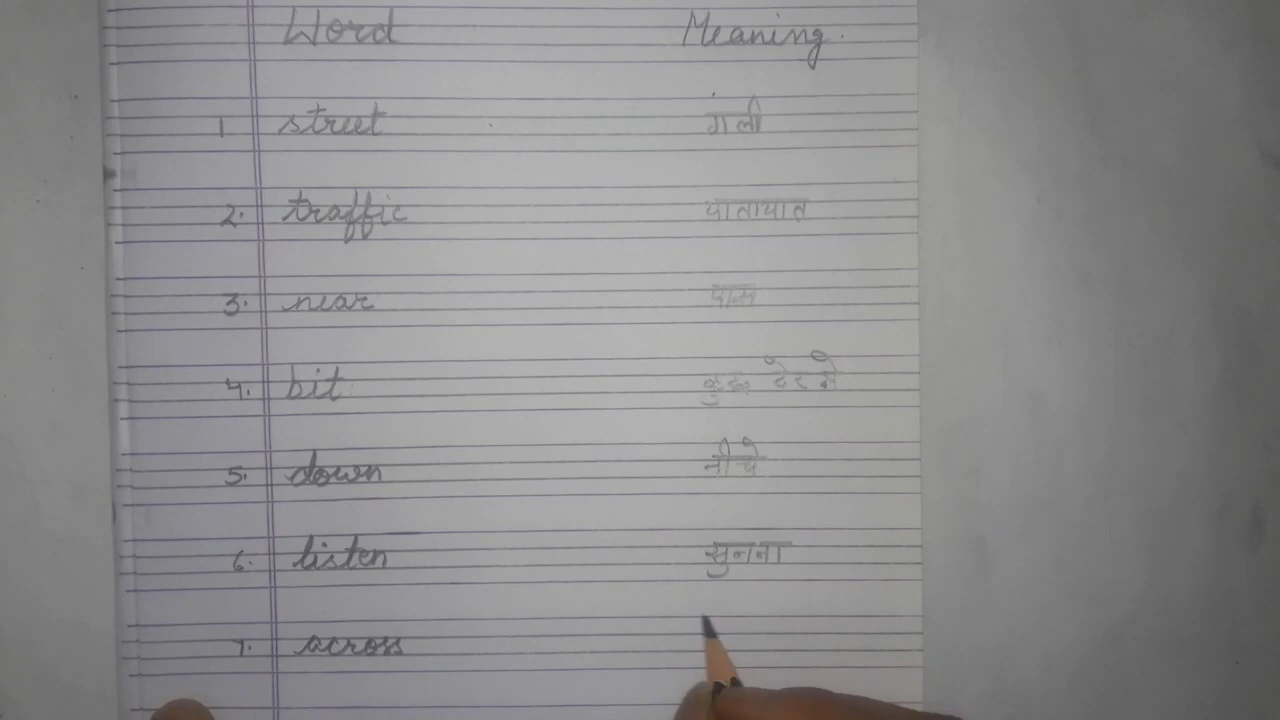 Word Meaning.
1 street गली
2. traffic यातायात
3. near पास
4. bit कुछ देर मे
5. down नीचे
6. listen सुनना
7. across